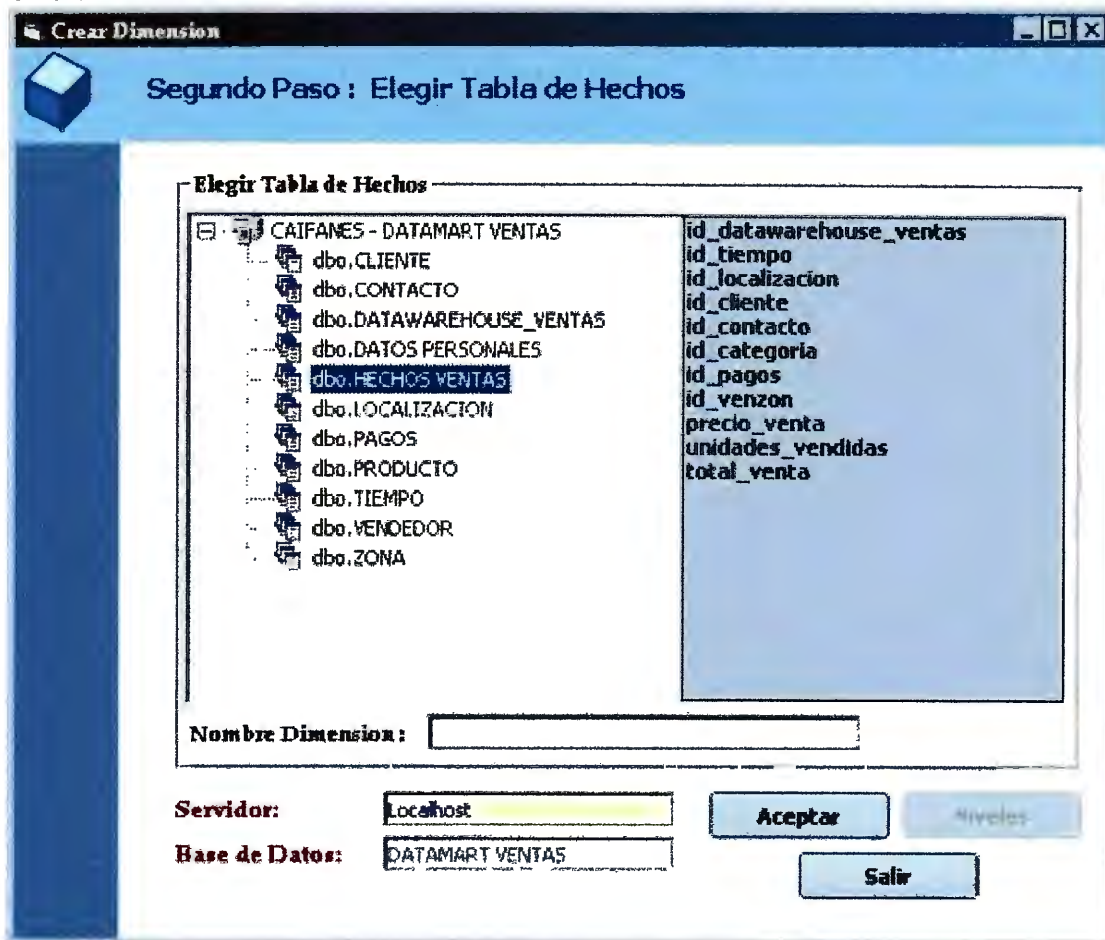 Crear Dimension
Segundo Paso : Elegir Tabla de Hechos
Elegir Tabla de Hechos
CAIFANES - DATAMART VENTAS
dbo.CLIENTE
dbo.CONTACTO
dbo.DATAWAREHOUSE_VENTAS
dbo.DATOS PERSONALES
dbo.HECHOS VENTAS
dbo.LOCALIZACION
dbo.PAGOS
dbo.PRODUCTO
dbo.TIEMPO
dbo.VENDEDOR
dbo.ZONA
id_datawarehouse_ventas
id_tiempo
id_localizacion
id_cliente
id_contacto
id_categoria
id_pagos
id_venzon
precio_venta
unidades_vendidas
total_venta
Nombre Dimension :
Servidor: Localhost
Aceptar Niveles
Base de Datos: DATAMART VENTAS
Salir